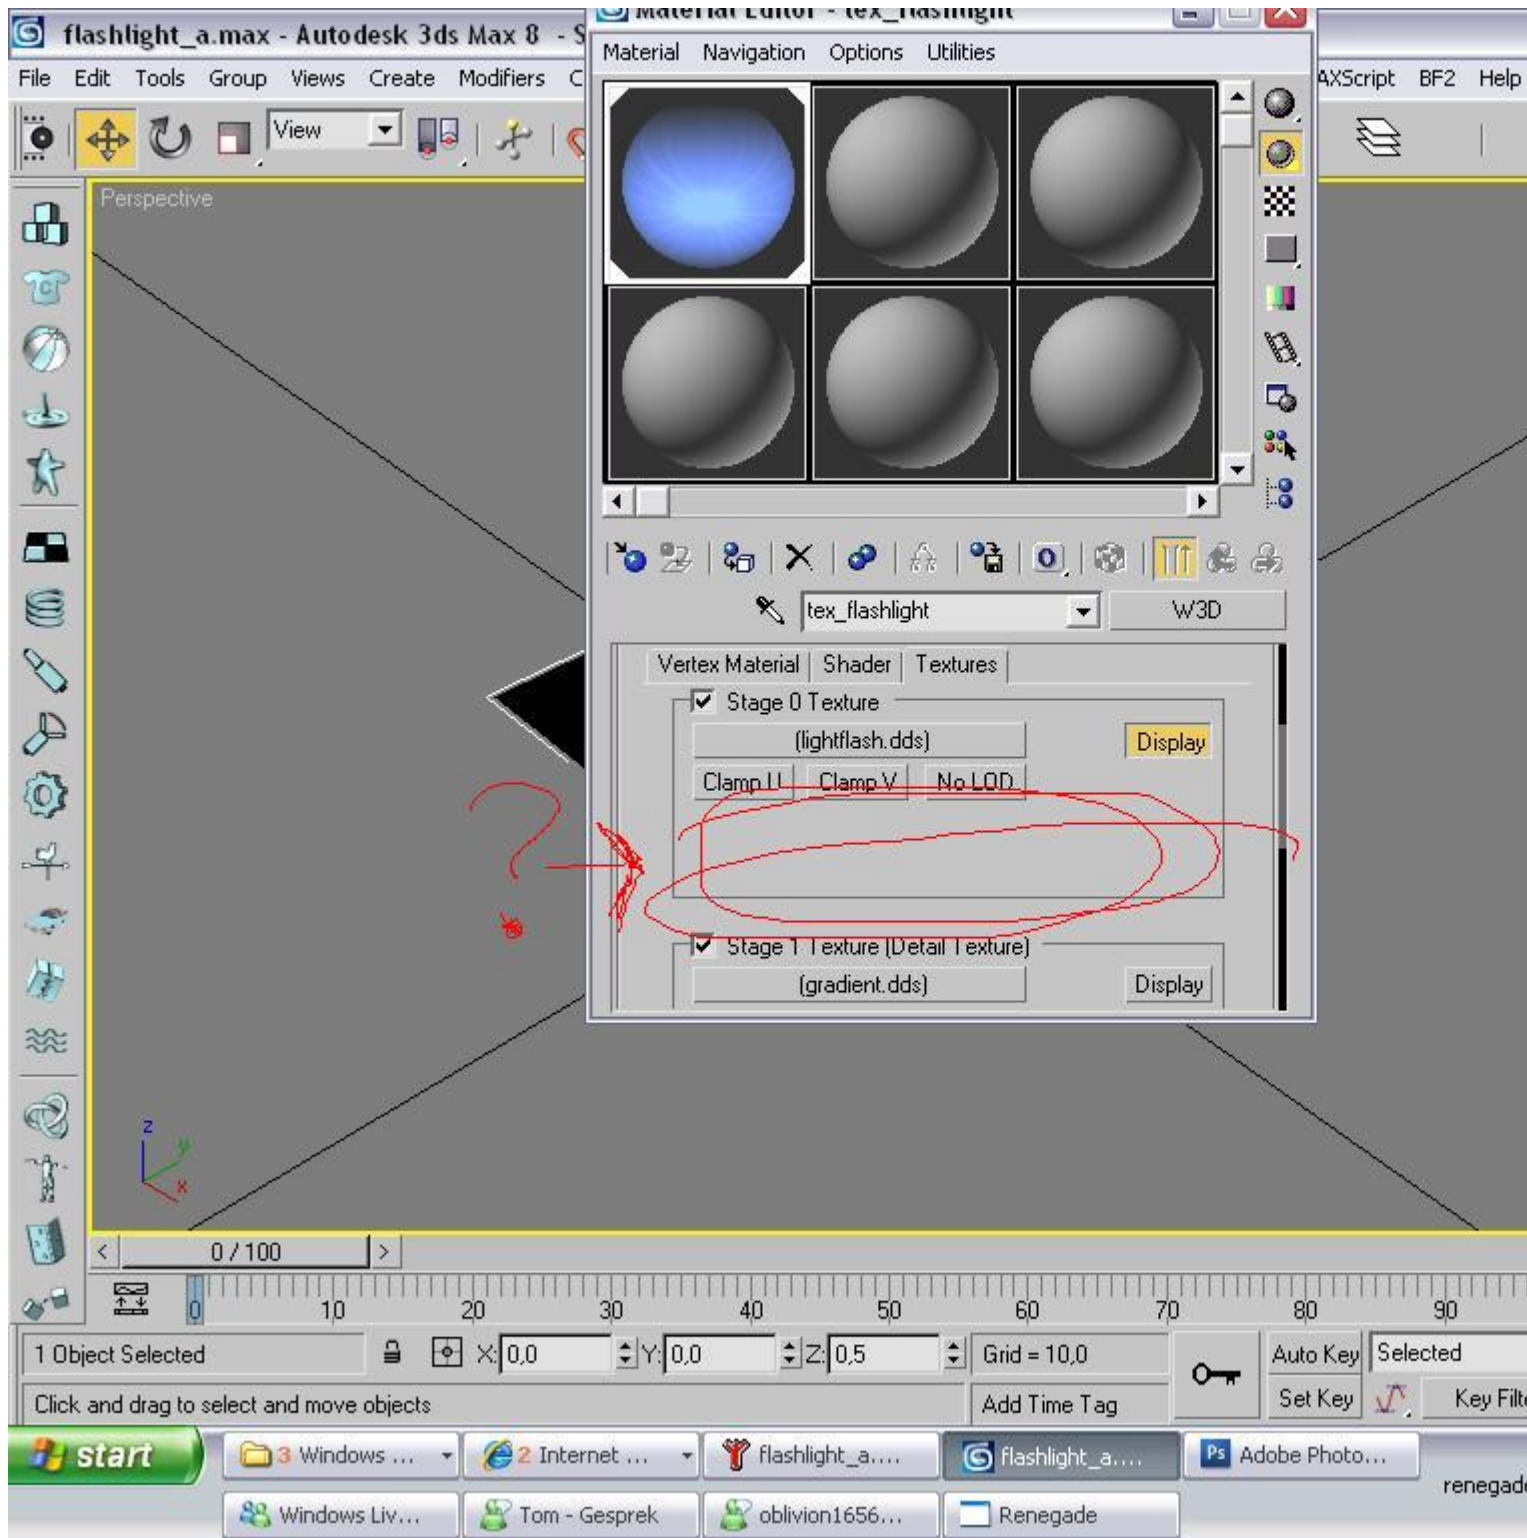 flashlight_a.max - Autodesk 3ds Max 8 - S
Material Editor - tex_flashlight
File Edit Tools Group Views Create Modifiers C
Material Navigation Options Utilities
AXScript BF2 Help
View
Perspective
tex_flashlight
W3D
Vertex Material Shader Textures
Stage 0 Texture
(lightflash.dds)
Display
Clamp U Clamp V No LOD
?
Stage 1 Texture (Detail Texture)
(gradient.dds)
Display
z
y
x
< 0 / 100 >
0 10 20 30 40 50 60 70 80 90
1 Object Selected
X: 0,0 Y: 0,0 Z: 0,5
Grid = 10,0
Auto Key Selected
Click and drag to select and move objects
Add Time Tag
Set Key
Key Filte
start
3 Windows ...
2 Internet ...
flashlight_a....
flashlight_a....
Ps Adobe Photo...
Windows Liv...
Tom - Gesprek
oblivion1656...
Renegade
renegade